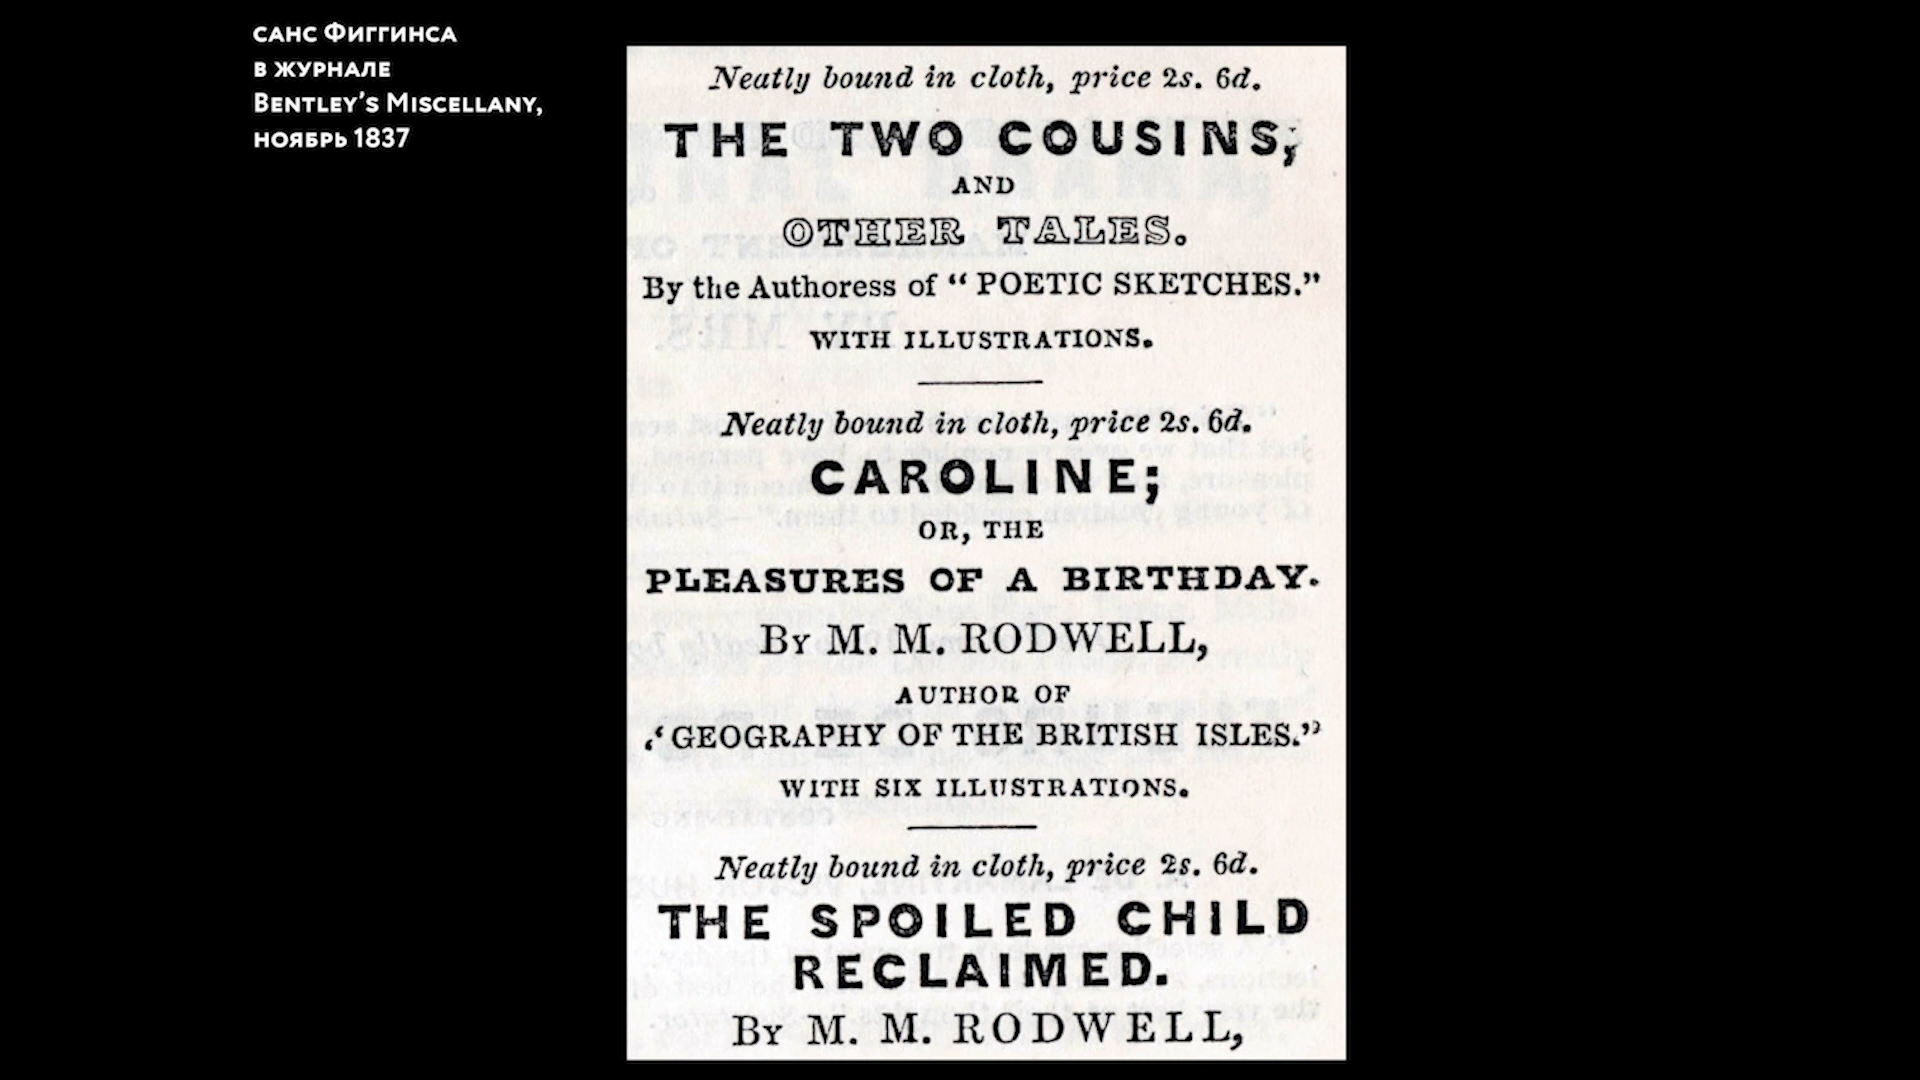 санс Фиггинса
в журнале
Bentley's Miscellany,
ноябрь 1837
Neatly bound in cloth, price 2s. 6d.
THE TWO COUSINS;
AND
OTHER TALES.
By the Authoress of “ POETIC SKETCHES.”
WITH ILLUSTRATIONS.
Neatly bound in cloth, price 2s. 6d.
CAROLINE;
OR, THE
PLEASURES OF A BIRTHDAY.
By M. M. RODWELL,
AUTHOR OF
“GEOGRAPHY OF THE BRITISH ISLES.”
WITH SIX ILLUSTRATIONS.
Neatly bound in cloth, price 2s. 6d.
THE SPOILED CHILD
RECLAIMED.
By M. M. RODWELL,